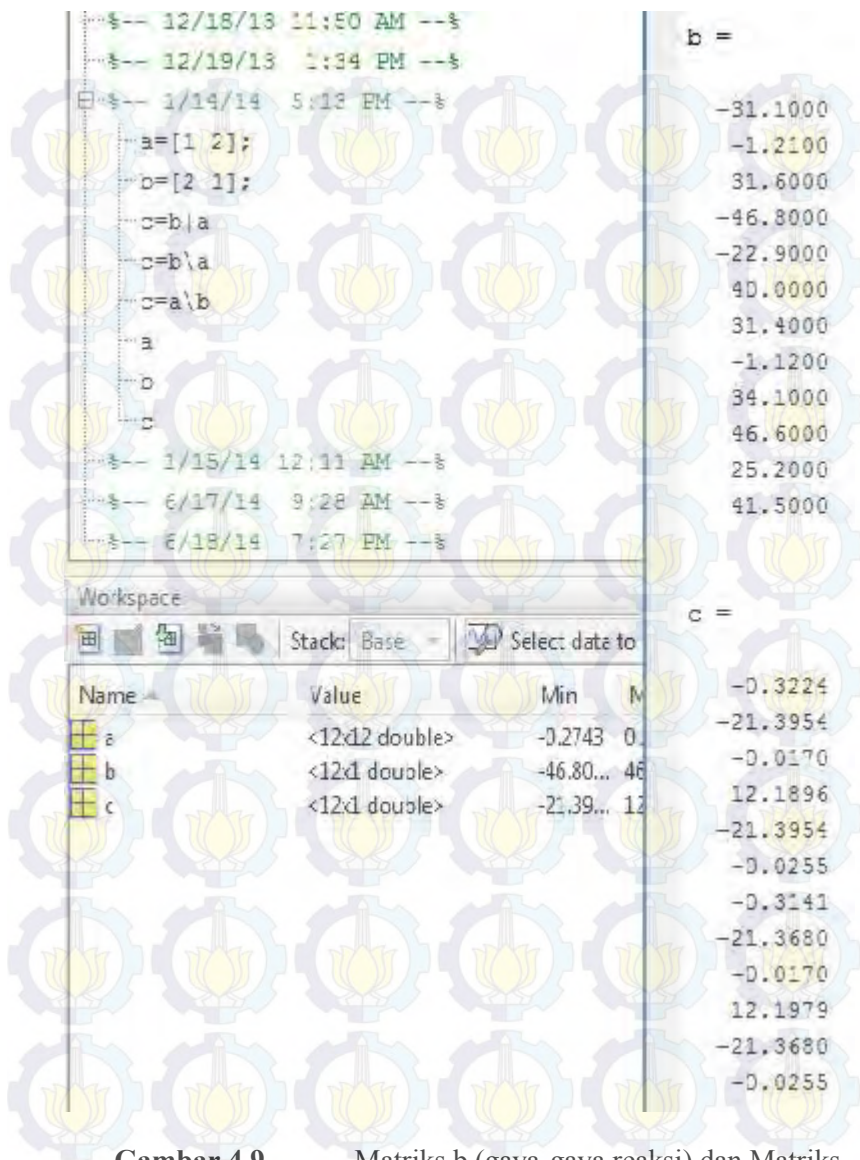 %-- 12/18/13 11:50 AM --%
%-- 12/19/13 1:34 PM --%
%-- 1/14/14 5:13 PM --%
a=[1 2];
b=[2 1];
c=b|a
c=b\a
c=a\b
a
b
c
%-- 1/15/14 12:11 AM --%
%-- 6/17/14 9:28 AM --%
%-- 6/18/14 7:27 PM --%
Workspace
Stack: Base Select data to
Name Value Min M
a <12x12 double> -0.2743 0.
b <12x1 double> -46.80... 46
c <12x1 double> -21.39... 12
b =
-31.1000
-1.2100
31.6000
-46.8000
-22.9000
40.0000
31.4000
-1.1200
34.1000
46.6000
25.2000
41.5000
c =
-0.3224
-21.3954
-0.0170
12.1896
-21.3954
-0.0255
-0.3141
-21.3680
-0.0170
12.1979
-21.3680
-0.0255
Gambar 4.9 Matriks b (gaya-gaya reaksi) dan Matriks